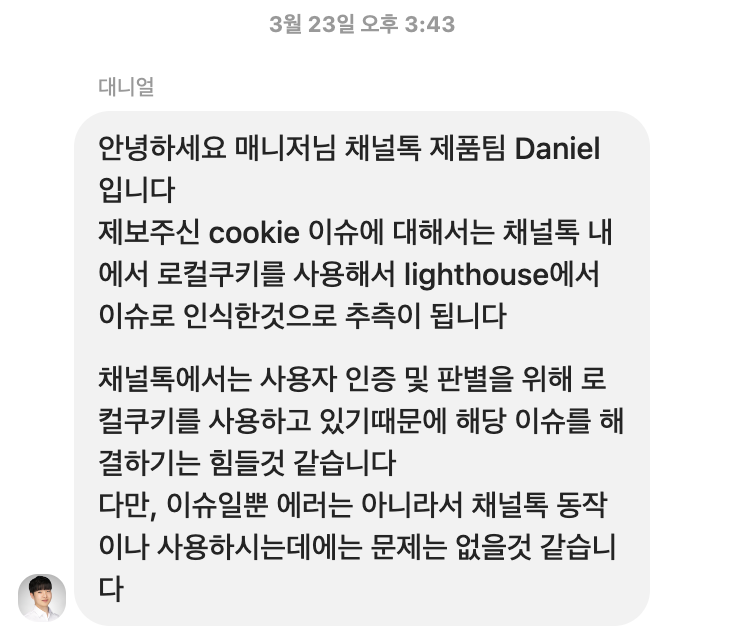 3월 23일 오후 3:43
대니얼
안녕하세요 매니저님 채널톡 제품팀 Daniel
입니다
제보주신 cookie 이슈에 대해서는 채널톡 내
에서 로컬쿠키를 사용해서 lighthouse에서
이슈로 인식한것으로 추측이 됩니다
채널톡에서는 사용자 인증 및 판별을 위해 로
컬쿠키를 사용하고 있기때문에 해당 이슈를 해
결하기는 힘들것 같습니다
다만, 이슈일뿐 에러는 아니라서 채널톡 동작
이나 사용하시는데에는 문제는 없을것 같습니
다